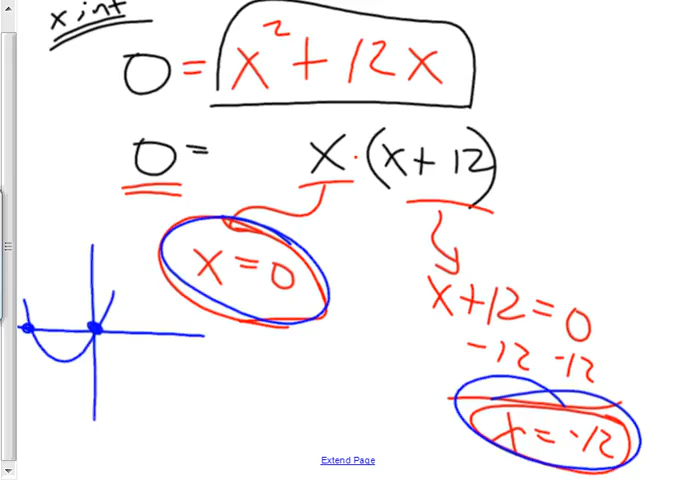 x int
0 = x² + 12x
0 = x · (x + 12)
x = 0
x + 12 = 0
-12 -12
x = -12
Extend Page